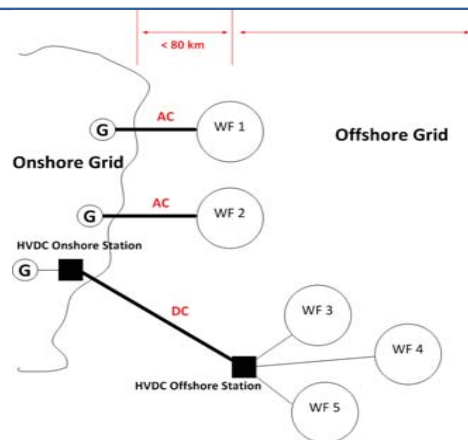 < 80 km
AC
G
WF 1
Onshore Grid
Offshore Grid
AC
G
WF 2
HVDC Onshore Station
G
DC
WF 3
WF 4
HVDC Offshore Station
WF 5